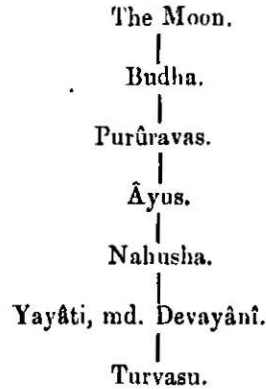 The Moon.
Budha.
Purûravas.
Âyus.
Nahusha.
Yayâti, md. Devayânî.
Turvasu.